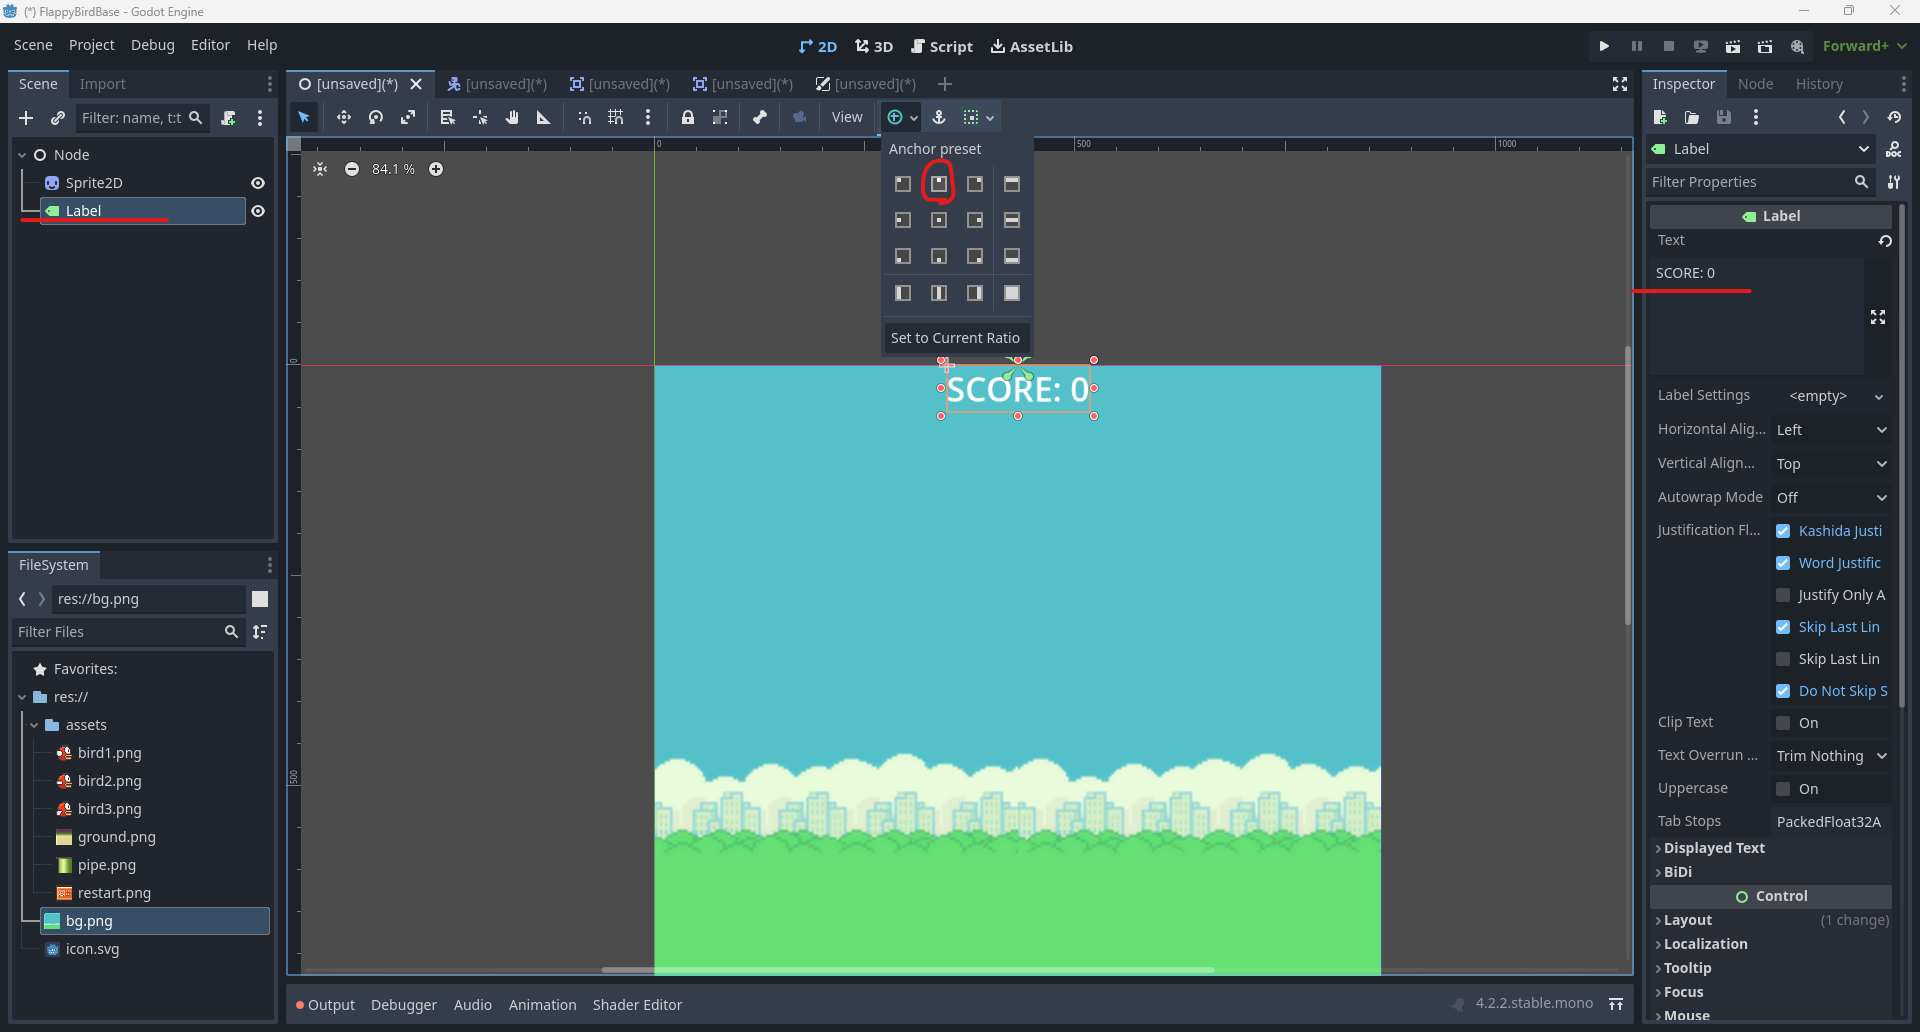 (*) FlappyBirdBase - Godot Engine
Scene Project Debug Editor Help
2D 3D Script AssetLib
Forward+
Scene Import
[unsaved](*) [unsaved](*) [unsaved](*) [unsaved](*) [unsaved](*)
Inspector Node History
Filter: name, t:t
View
Anchor preset
Set to Current Ratio
0 500 1000
84.1 %
0
500
Node
Sprite2D
Label
SCORE: 0
FileSystem
res://bg.png
Filter Files
Favorites:
res://
assets
bird1.png
bird2.png
bird3.png
ground.png
pipe.png
restart.png
bg.png
icon.svg
Label
DOC
Filter Properties
Label
Text
SCORE: 0
Label Settings <empty>
Horizontal Alig... Left
Vertical Align... Top
Autowrap Mode Off
Justification Fl... Kashida Justi
Word Justific
Justify Only A
Skip Last Lin
Skip Last Lin
Do Not Skip S
Clip Text On
Text Overrun ... Trim Nothing
Uppercase On
Tab Stops PackedFloat32A
Displayed Text
BiDi
Control
Layout (1 change)
Localization
Tooltip
Focus
Mouse
Output Debugger Audio Animation Shader Editor
4.2.2.stable.mono